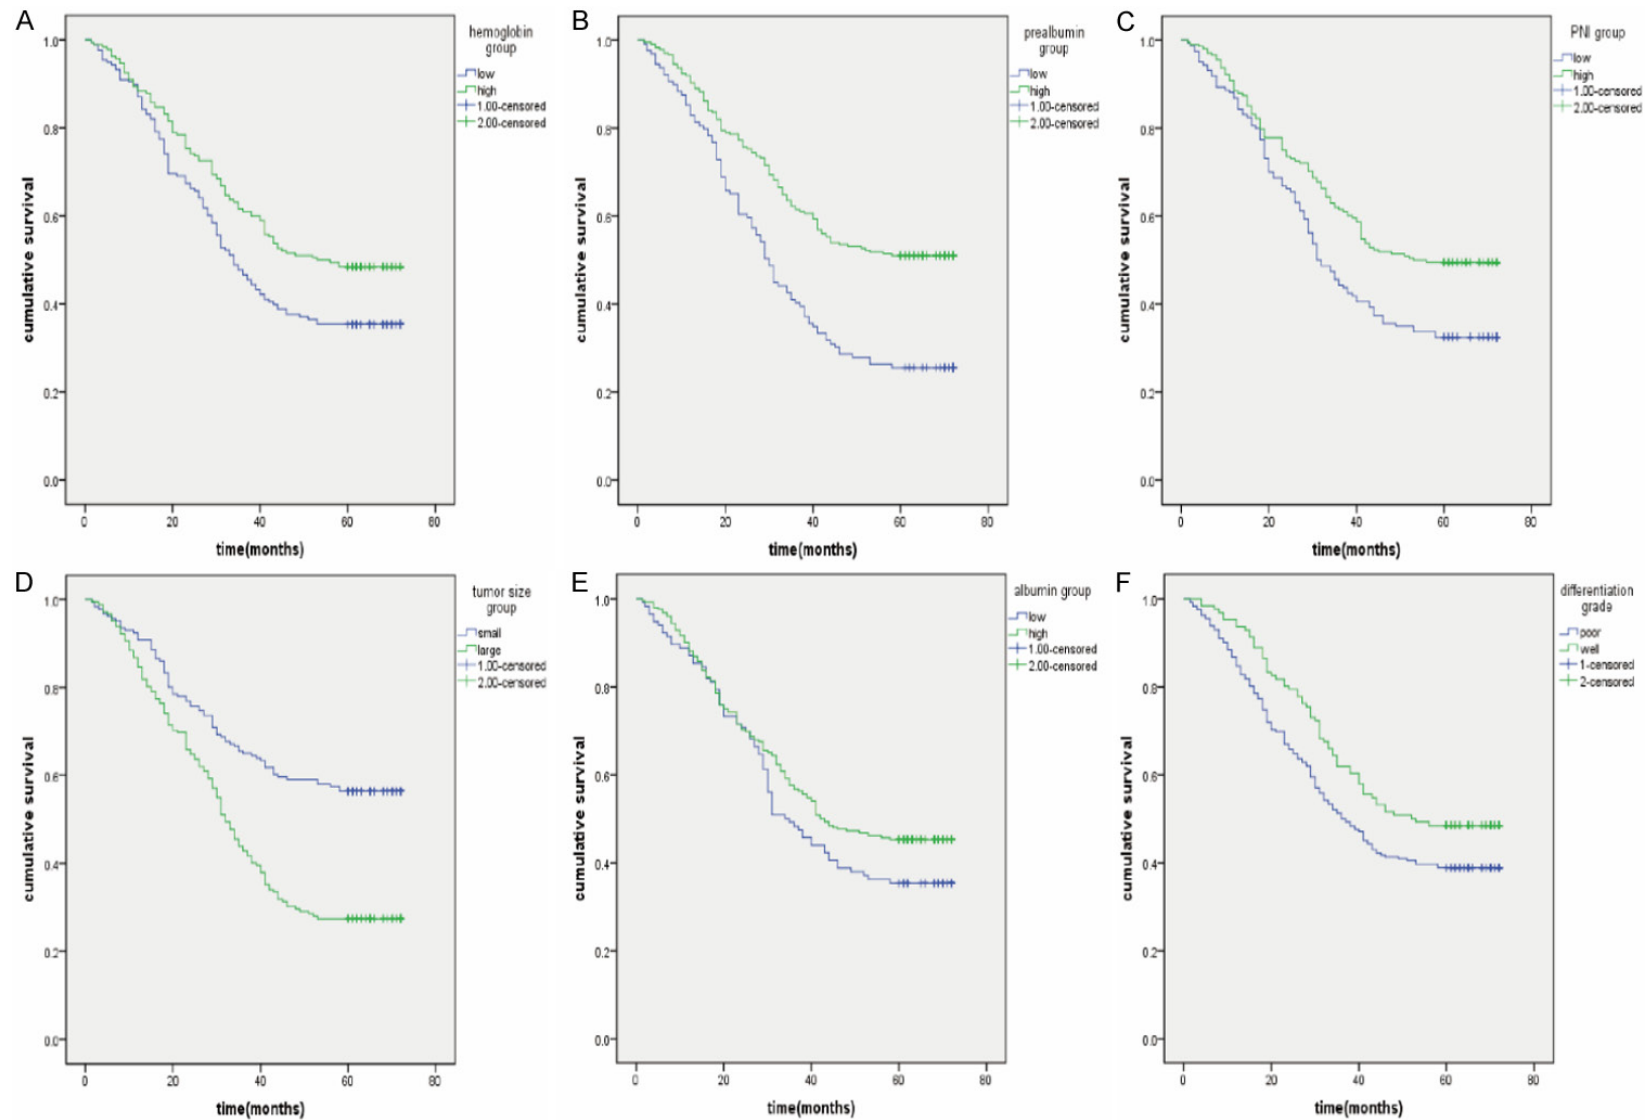 A
hemoglobin
group
low
high
1.00-censored
2.00-censored
1.0
0.8
0.6
0.4
0.2
0.0
cumulative survival
0 20 40 60 80
time(months)
B
prealbumin
group
low
high
1.00-censored
2.00-censored
1.0
0.8
0.6
0.4
0.2
0.0
cumulative survival
0 20 40 60 80
time(months)
C
PNI group
low
high
1.00-censored
2.00-censored
1.0
0.8
0.6
0.4
0.2
0.0
cumulative survival
0 20 40 60 80
time(months)
D
tumor size
group
small
large
1.00-censored
2.00-censored
1.0
0.8
0.6
0.4
0.2
0.0
cumulative survival
0 20 40 60 80
time(months)
E
albumin group
low
high
1.00-censored
2.00-censored
1.0
0.8
0.6
0.4
0.2
0.0
cumulative survival
0 20 40 60 80
time(months)
F
differentiation
grade
poor
well
1-censored
2-censored
1.0
0.8
0.6
0.4
0.2
0.0
cumulative survival
0 20 40 60 80
time(months)